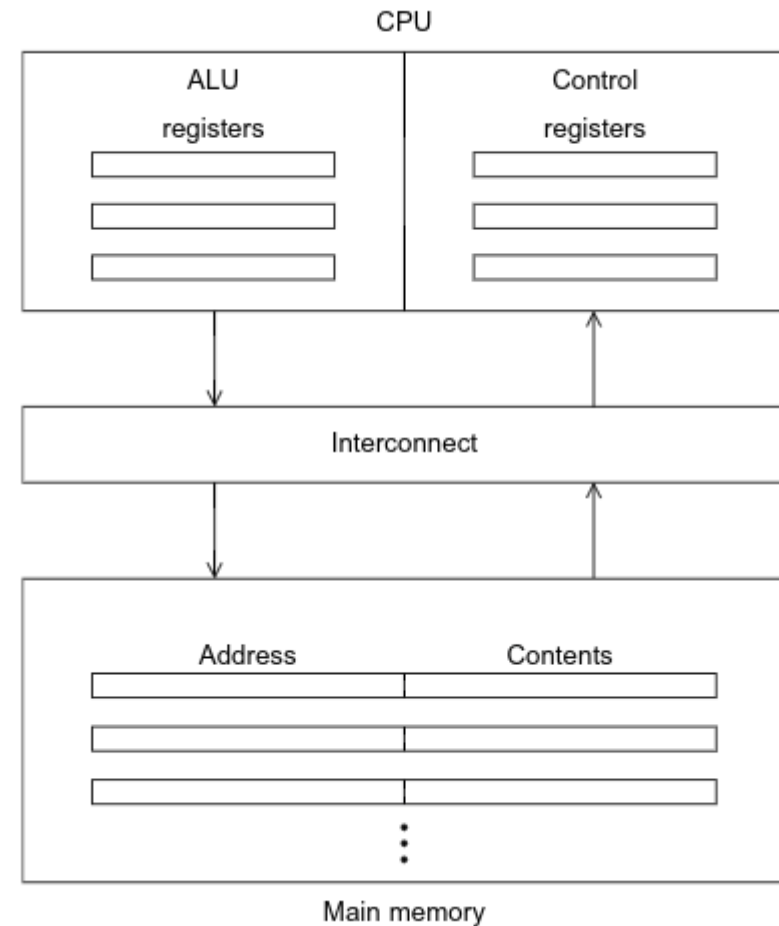 CPU
ALU
Control
registers
registers
Interconnect
Address
Contents
Main memory